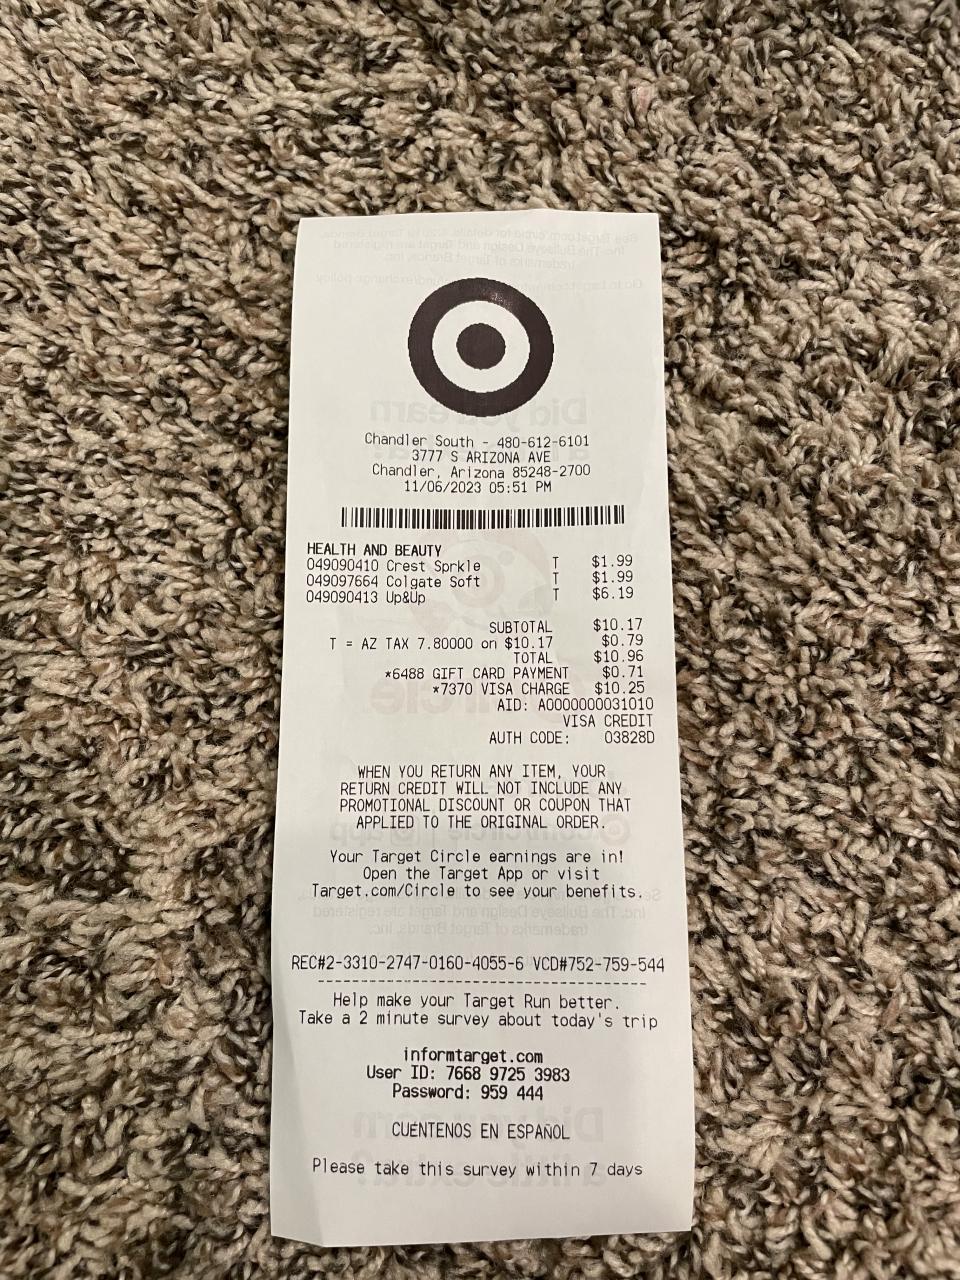 Chandler South - 480-612-6101
3777 S ARIZONA AVE
Chandler, Arizona 85248-2700
11/06/2023 05:51 PM
HEALTH AND BEAUTY
049090410 Crest Sprkle T $1.99
049097664 Colgate Soft T $1.99
049090413 Up&Up T $6.19
SUBTOTAL $10.17
T = AZ TAX 7.80000 on $10.17 $0.79
TOTAL $10.96
*6488 GIFT CARD PAYMENT $0.71
*7370 VISA CHARGE $10.25
AID: A0000000031010
VISA CREDIT
AUTH CODE: 03828D
WHEN YOU RETURN ANY ITEM, YOUR
RETURN CREDIT WILL NOT INCLUDE ANY
PROMOTIONAL DISCOUNT OR COUPON THAT
APPLIED TO THE ORIGINAL ORDER.
Your Target Circle earnings are in!
Open the Target App or visit
Target.com/Circle to see your benefits.
REC#2-3310-2747-0160-4055-6 VCD#752-759-544
--------------------------------------
Help make your Target Run better.
Take a 2 minute survey about today's trip
informtarget.com
User ID: 7668 9725 3983
Password: 959 444
CUÉNTENOS EN ESPAÑOL
Please take this survey within 7 days